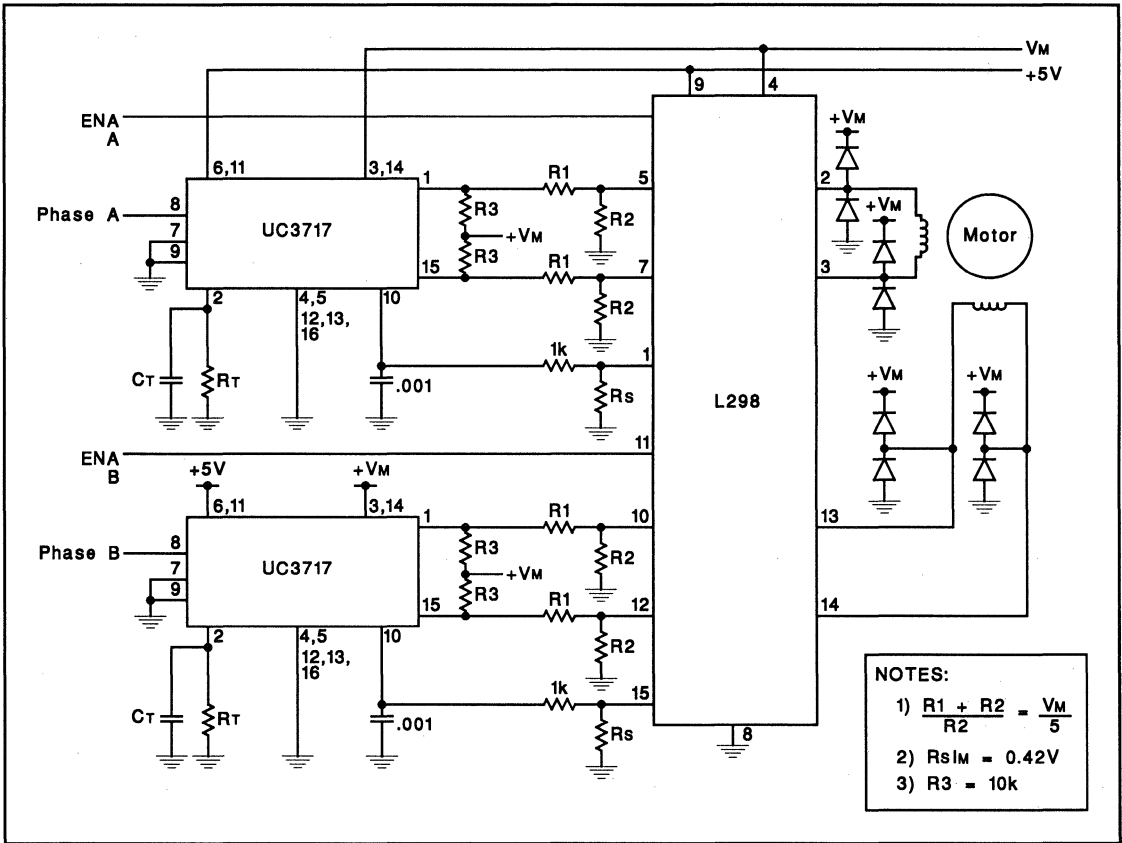 VM
+5V
9
4
ENA
A
+VM
6,11
3,14
1
R1
5
2
Phase A
8
R3
R2
+VM
7
UC3717
+VM
Motor
9
R3
15
R1
7
3
2
4,5
10
R2
12,13,
16
1k
1
CT
RT
.001
Rs
+VM
+VM
L298
11
ENA
B
+5V
+VM
6,11
3,14
1
R1
10
13
Phase B
8
R3
R2
7
UC3717
+VM
9
R3
15
R1
12
14
2
4,5
10
R2
12,13,
16
1k
15
CT
RT
.001
Rs
8
NOTES:
1) R1 + R2 = VM
R2 5
2) RsIM = 0.42V
3) R3 = 10k